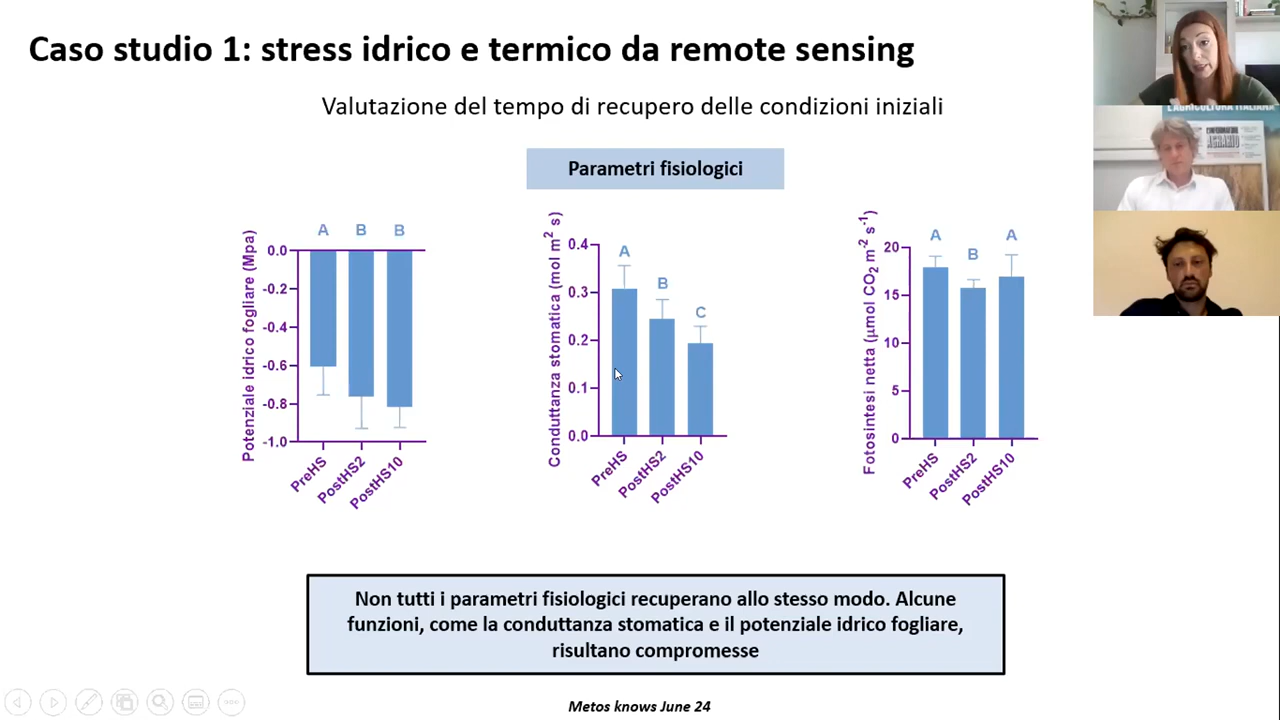 Caso studio 1: stress idrico e termico da remote sensing
Valutazione del tempo di recupero delle condizioni iniziali
Parametri fisiologici
Potenziale idrico fogliare (Mpa)
A B B
0.0
-0.2
-0.4
-0.6
-0.8
-1.0
PreHS
PostHS2
PostHS10
Conduttanza stomatica (mol m² s)
0.4
0.3
0.2
0.1
0.0
A
B
C
PreHS
PostHS2
PostHS10
Fotosintesi netta (µmol CO₂ m⁻² s⁻¹)
20
15
10
5
0
A
B
A
PreHS
PostHS2
PostHS10
Non tutti i parametri fisiologici recuperano allo stesso modo. Alcune
funzioni, come la conduttanza stomatica e il potenziale idrico fogliare,
risultano compromesse
Metos knows June 24
L'AGRICOLTURA ITALIANA
AGRARIO